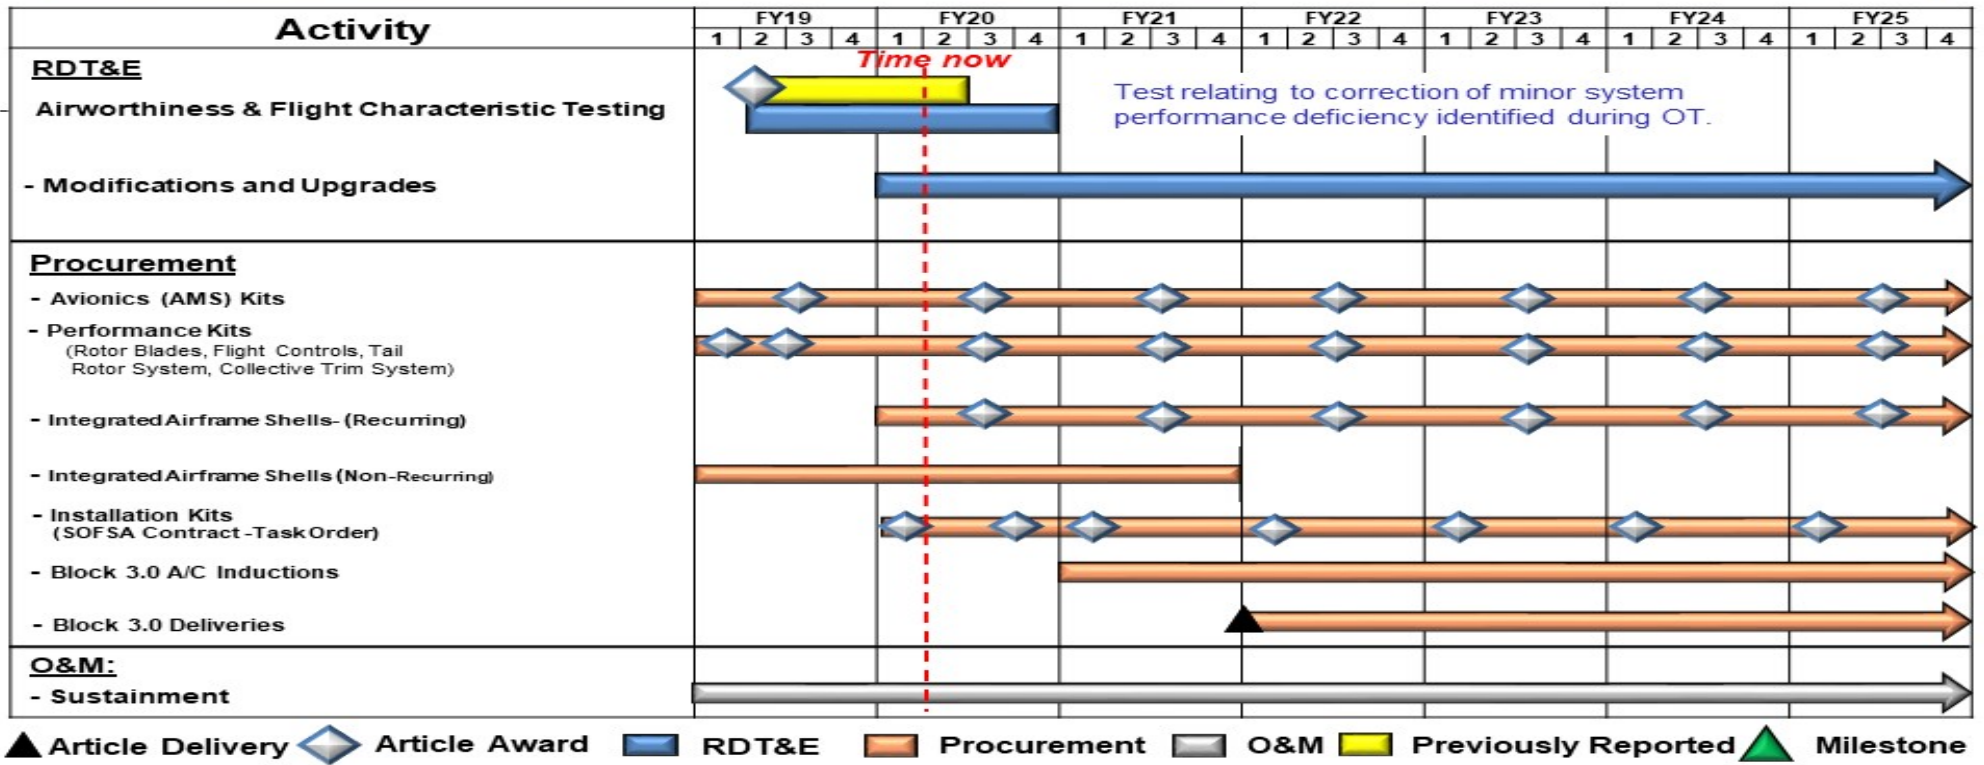 Activity
FY19 FY20 FY21 FY22 FY23 FY24 FY25
1 2 3 4 1 2 3 4 1 2 3 4 1 2 3 4 1 2 3 4 1 2 3 4 1 2 3 4
Time now
RDT&E
Airworthiness & Flight Characteristic Testing
Test relating to correction of minor system
performance deficiency identified during OT.
- Modifications and Upgrades
Procurement
- Avionics (AMS) Kits
- Performance Kits
(Rotor Blades, Flight Controls, Tail
Rotor System, Collective Trim System)
- Integrated Airframe Shells- (Recurring)
- Integrated Airframe Shells (Non-Recurring)
- Installation Kits
(SOFSA Contract -Task Order)
- Block 3.0 A/C Inductions
- Block 3.0 Deliveries
O&M:
- Sustainment
Article Delivery Article Award RDT&E Procurement O&M Previously Reported Milestone